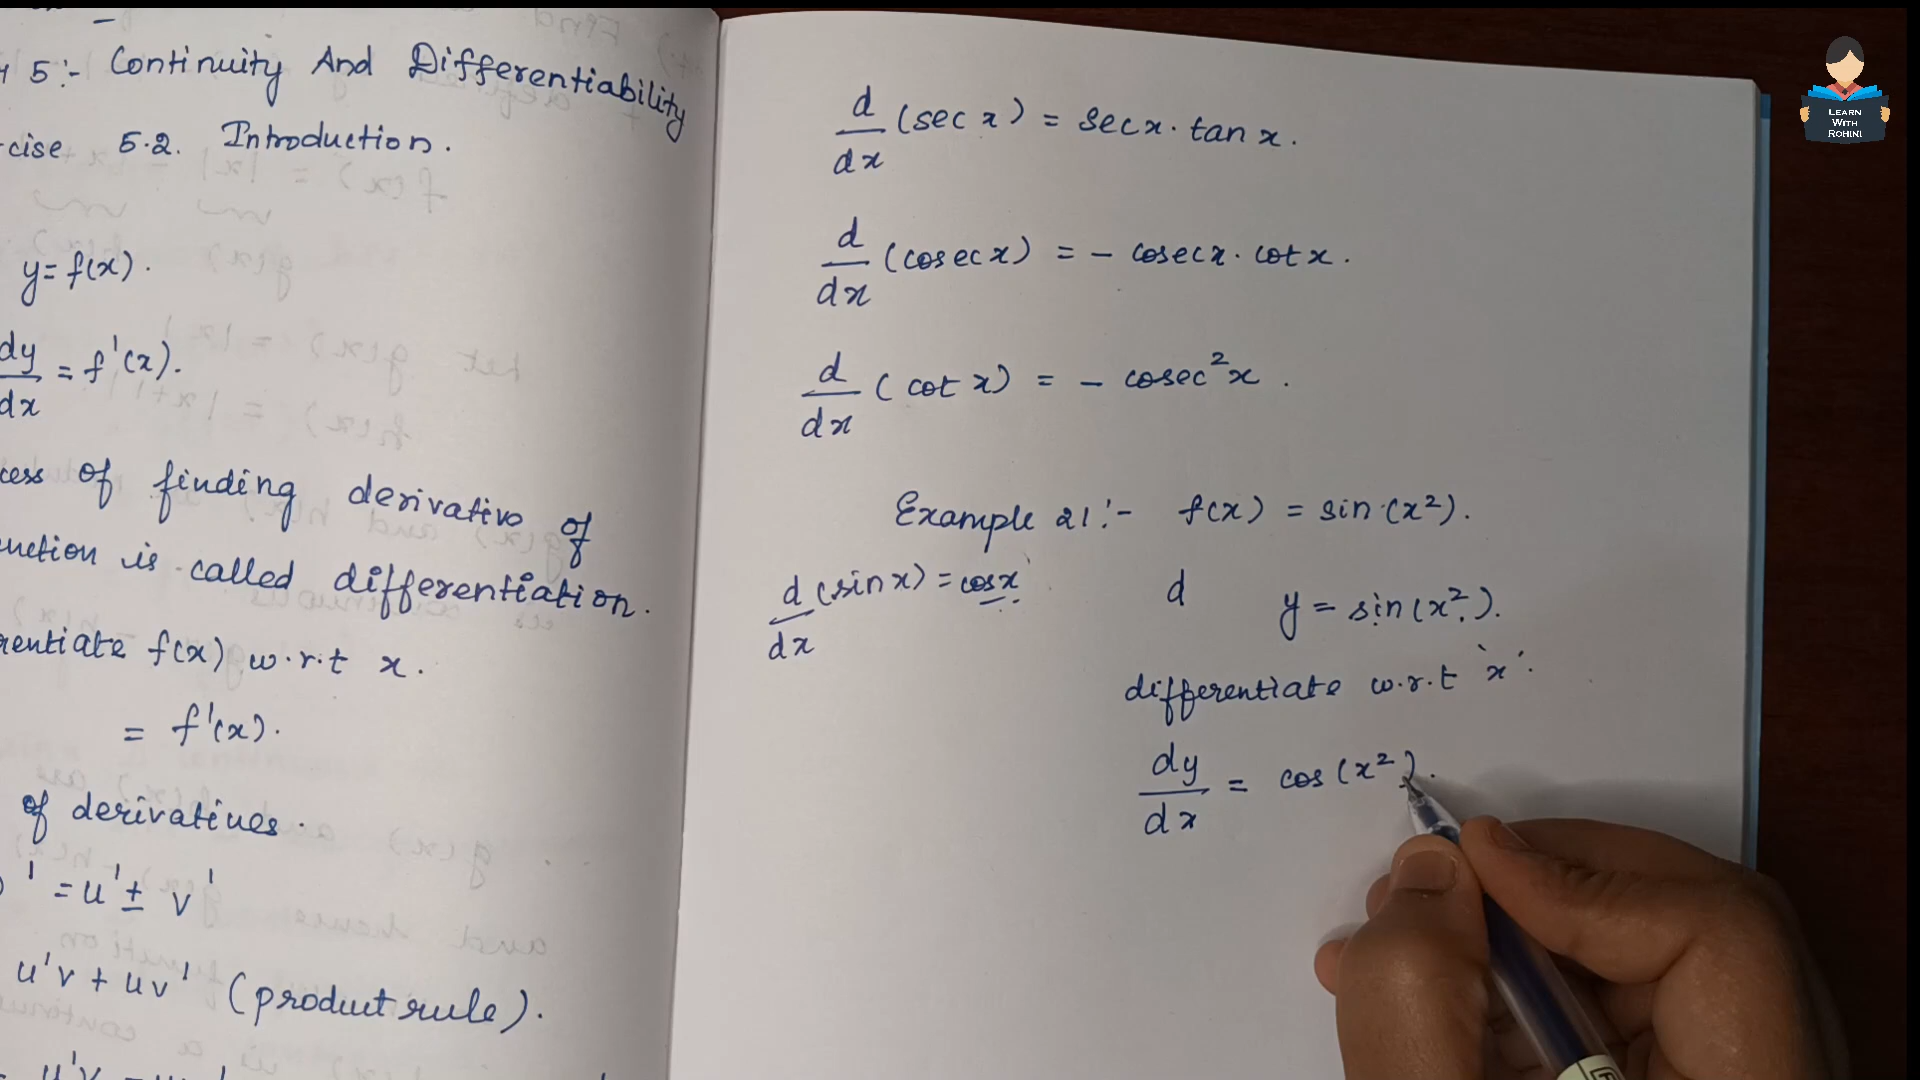 5:- Continuity And Differentiability
cise 5.2. Introduction.
y = f(x).
dy/dx = f'(x).
cess of finding derivative of
unction is called differentiation.
rentiate f(x) w.r.t x.
= f'(x).
of derivatives.
' = u' ± v'
u'v + uv' (product rule).
u'v
d/dx (sec x) = sec x . tan x.
d/dx (cosec x) = - cosec x . cot x.
d/dx (cot x) = - cosec²x .
Example 21:- f(x) = sin (x²).
d/dx (sin x) = cos x
d y = sin (x²).
differentiate w.r.t 'x'.
dy/dx = cos (x²).
LEARN
WITH
ROHINI